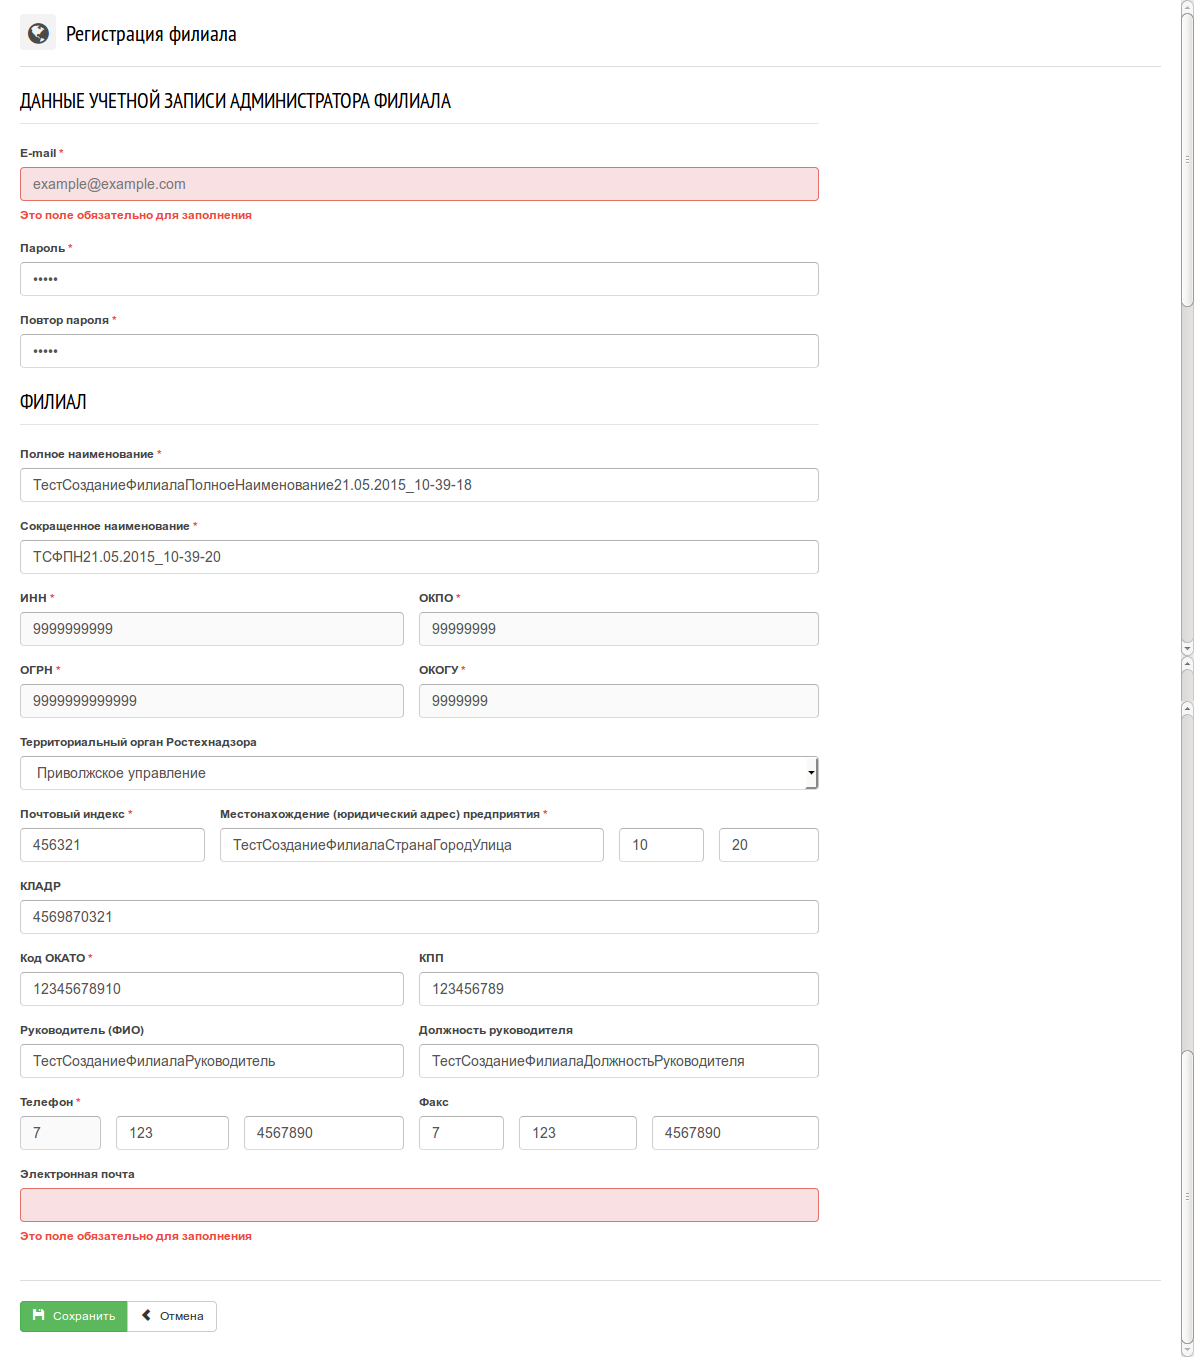 Регистрация филиала
ДАННЫЕ УЧЕТНОЙ ЗАПИСИ АДМИНИСТРАТОРА ФИЛИАЛА
E-mail *
example@example.com
Это поле обязательно для заполнения
Пароль *
•••••
Повтор пароля *
•••••
ФИЛИАЛ
Полное наименование *
ТестСозданиеФилиалаПолноеНаименование21.05.2015_10-39-18
Сокращенное наименование *
ТСФПН21.05.2015_10-39-20
ИНН * ОКПО *
9999999999 99999999
ОГРН * ОКОГУ *
9999999999999 9999999
Территориальный орган Ростехнадзора
Приволжское управление
Почтовый индекс * Местонахождение (юридический адрес) предприятия *
456321 ТестСозданиеФилиалаСтранаГородУлица 10 20
КЛАДР
4569870321
Код ОКАТО * КПП
12345678910 123456789
Руководитель (ФИО) Должность руководителя
ТестСозданиеФилиалаРуководитель ТестСозданиеФилиалаДолжностьРуководителя
Телефон * Факс
7 123 4567890 7 123 4567890
Электронная почта
Это поле обязательно для заполнения
Сохранить Отмена